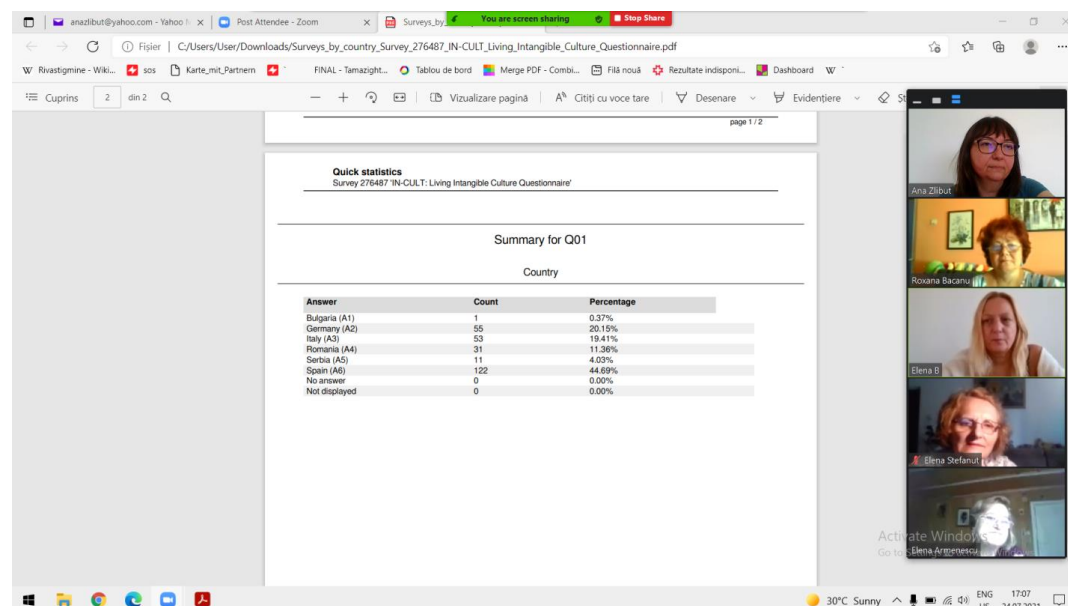 anazlibut@yahoo.com - Yahoo
Post Attendee - Zoom
Surveys_by
You are screen sharing
Stop Share
Fișier
C:/Users/User/Downloads/Surveys_by_country_Survey_276487_IN-CULT_Living_Intangible_Culture_Questionnaire.pdf
W Rivastigmine - Wiki...
sos
Karte_mit_Partnern
FINAL - Tamazight...
Tablou de bord
Merge PDF - Combi...
Filă nouă
Rezultate indisponi...
Dashboard
W
Cuprins
2
din 2
Vizualizare pagină
Citiți cu voce tare
Desenare
Evidențiere
page 1 / 2
Quick statistics
Survey 276487 'IN-CULT: Living Intangible Culture Questionnaire'
Summary for Q01
Country
Answer Count Percentage
Bulgaria (A1) 1 0.37%
Germany (A2) 55 20.15%
Italy (A3) 53 19.41%
Romania (A4) 31 11.36%
Serbia (A5) 11 4.03%
Spain (A6) 122 44.69%
No answer 0 0.00%
Not displayed 0 0.00%
Ana Zlibut
Roxana Bacanu
Elena B
Elena Stefanut
Elena Armenescu
Activate Windows
Go to
30°C Sunny
ENG
17:07
24.07.2021